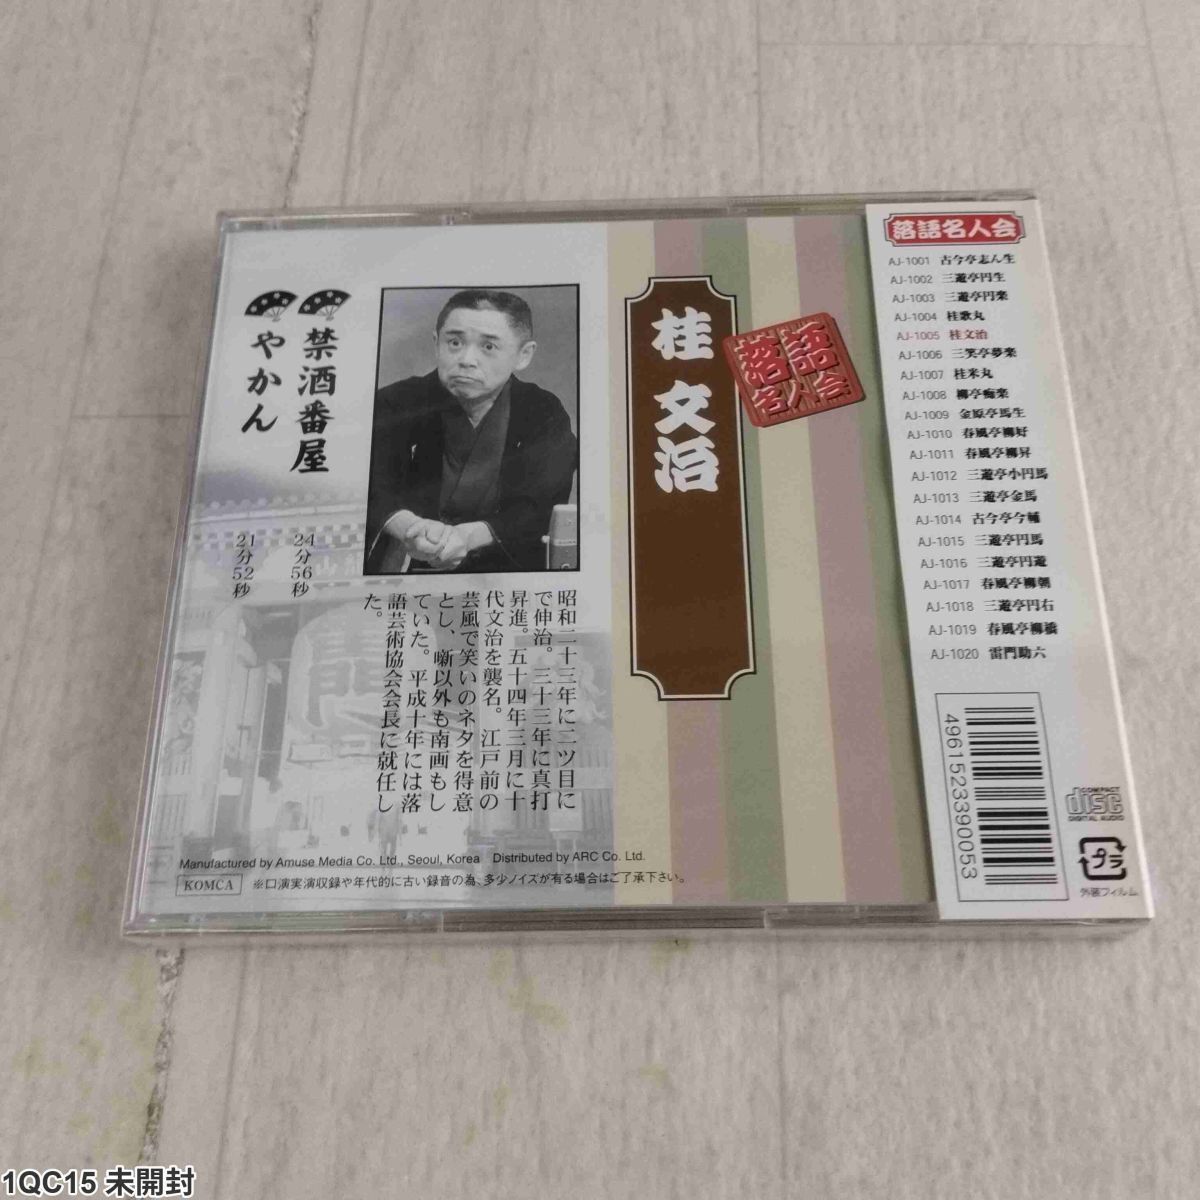 禁酒番屋
24分56秒
やかん
21分52秒
昭和二十三年に二ツ目に
で伸治。三十三年に真打
昇進。五十四年三月に十
代文治を襲名。江戸前の
芸風で笑いのネタを得意
とし、噺以外も南画もし
ていた。平成十年には落
語芸術協会会長に就任し
た。
Manufactured by Amuse Media Co. Ltd., Seoul, Korea Distributed by ARC Co. Ltd.
KOMCA ※口演実演収録や年代的に古い録音の為、多少ノイズが有る場合はご了承下さい。
桂 文治
落語
名人会
落語名人会
AJ-1001 古今亭志ん生
AJ-1002 三遊亭円生
AJ-1003 三遊亭円楽
AJ-1004 桂歌丸
AJ-1005 桂文治
AJ-1006 三笑亭夢楽
AJ-1007 桂米丸
AJ-1008 柳亭痴楽
AJ-1009 金原亭馬生
AJ-1010 春風亭柳好
AJ-1011 春風亭柳昇
AJ-1012 三遊亭小円馬
AJ-1013 三遊亭金馬
AJ-1014 古今亭今輔
AJ-1015 三遊亭円馬
AJ-1016 三遊亭円遊
AJ-1017 春風亭柳朝
AJ-1018 三遊亭円右
AJ-1019 春風亭柳橋
AJ-1020 雷門助六
4961523390053
COMPACT
disc
DIGITAL AUDIO
プラ
外装フィルム
1QC15 未開封